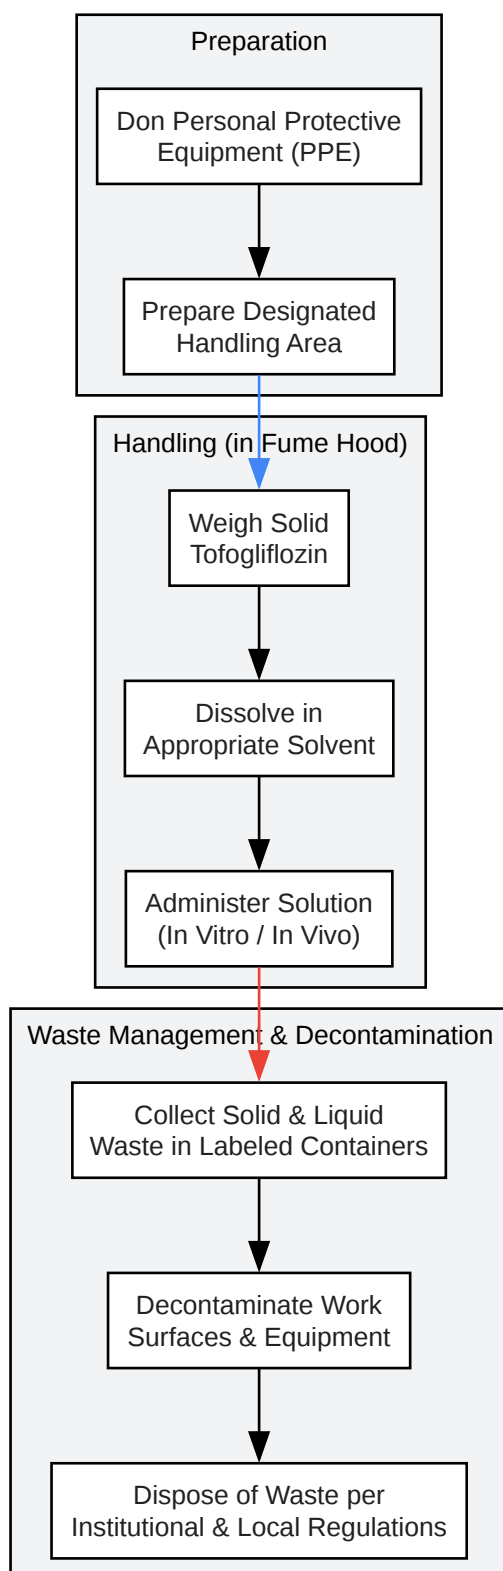 Preparation
Don Personal Protective
Equipment (PPE)
Prepare Designated
Handling Area
Handling (in Fume Hood)
Weigh Solid
Tofogliflozin
Dissolve in
Appropriate Solvent
Administer Solution
(In Vitro / In Vivo)
Waste Management & Decontamination
Collect Solid & Liquid
Waste in Labeled Containers
Decontaminate Work
Surfaces & Equipment
Dispose of Waste per
Institutional & Local Regulations